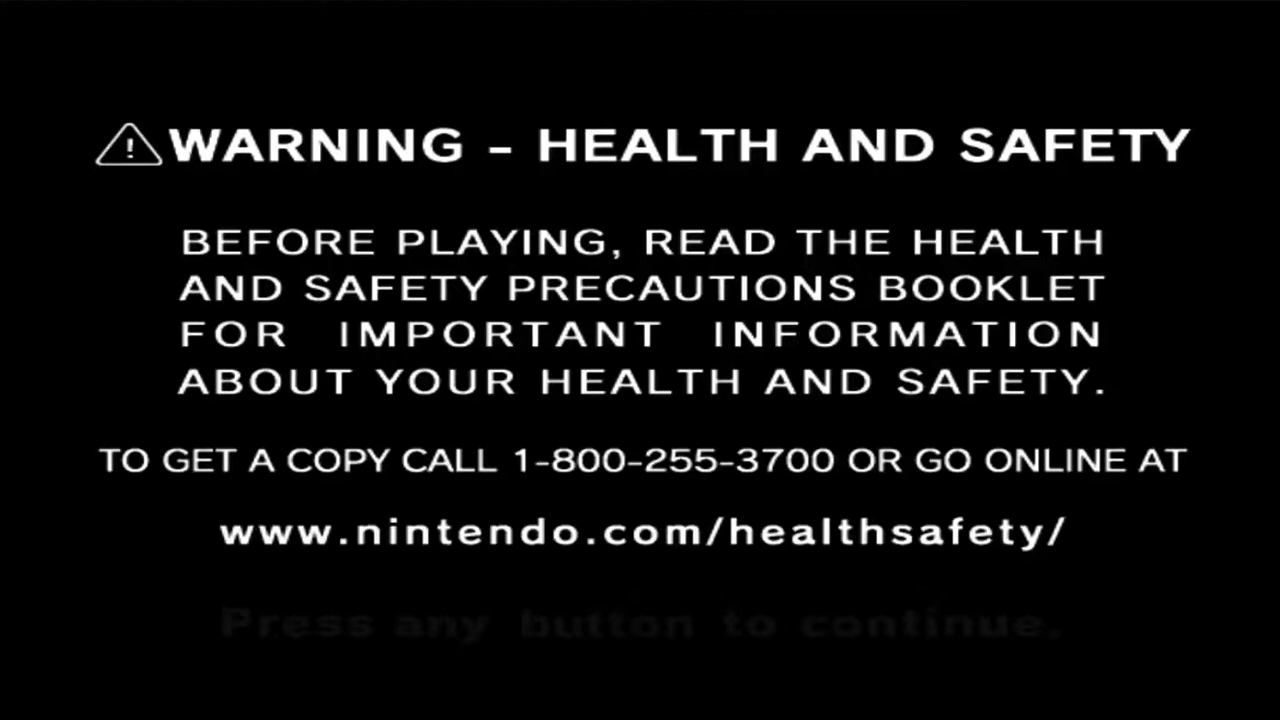 WARNING - HEALTH AND SAFETY
BEFORE PLAYING, READ THE HEALTH
AND SAFETY PRECAUTIONS BOOKLET
FOR IMPORTANT INFORMATION
ABOUT YOUR HEALTH AND SAFETY.
TO GET A COPY CALL 1-800-255-3700 OR GO ONLINE AT
www.nintendo.com/healthsafety/
Press any button to continue.